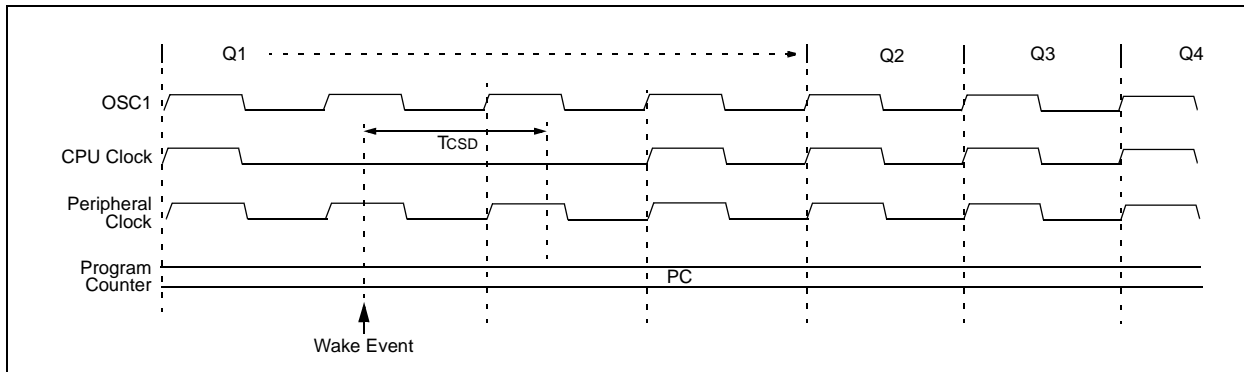 Q1
Q2
Q3
Q4
OSC1
TCSD
CPU Clock
Peripheral
Clock
Program
Counter
PC
Wake Event